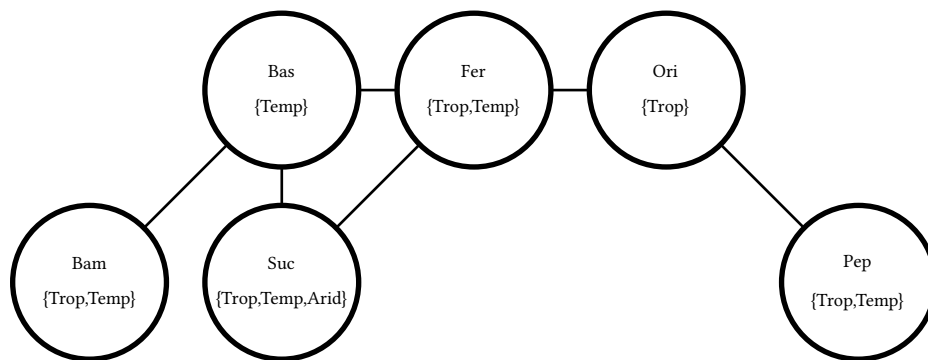 Bas
{Temp}
Fer
{Trop,Temp}
Ori
{Trop}
Bam
{Trop,Temp}
Suc
{Trop,Temp,Arid}
Pep
{Trop,Temp}